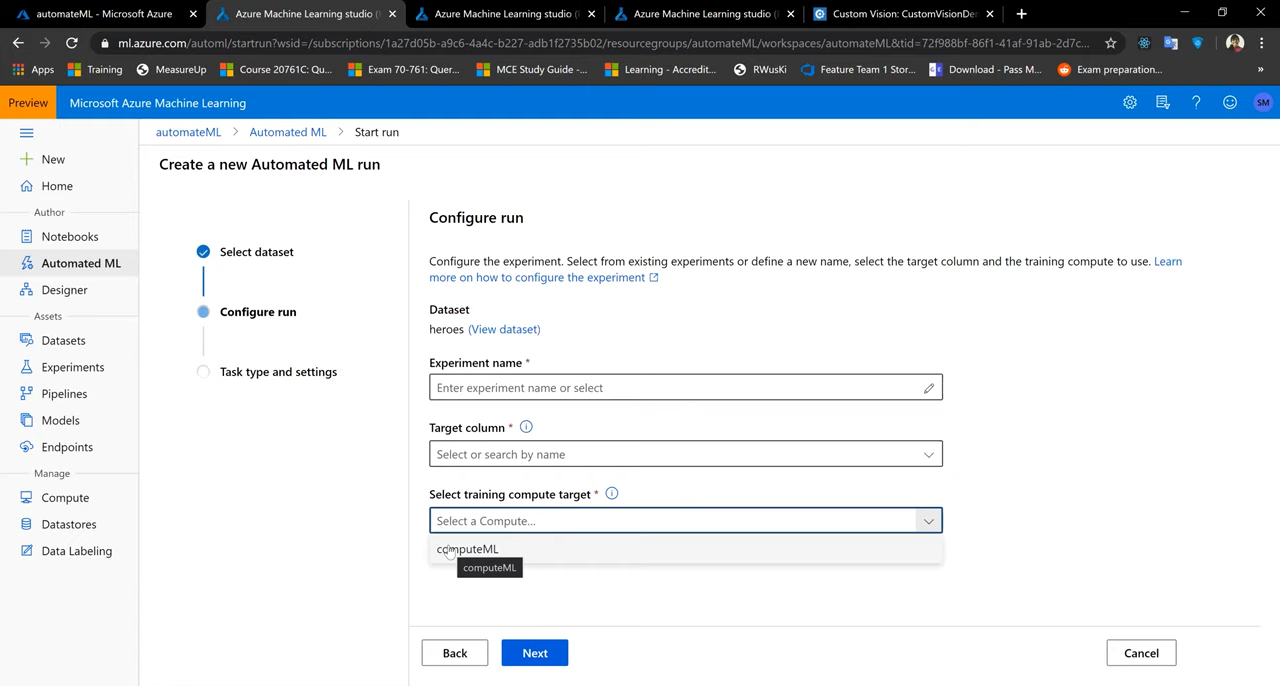 automateML - Microsoft Azure
Azure Machine Learning studio (
Azure Machine Learning studio (
Azure Machine Learning studio (
Custom Vision: CustomVisionDer
ml.azure.com/automl/startrun?wsid=/subscriptions/1a27d05b-a9c6-4a4c-b227-adb1f2735b02/resourcegroups/automateML/workspaces/automateML&tid=72f988bf-86f1-41af-91ab-2d7c...
Apps
Training
MeasureUp
Course 20761C: Qu...
Exam 70-761: Quer...
MCE Study Guide -...
Learning - Accredit...
RWusKi
Feature Team 1 Stor...
Download - Pass M...
Exam preparation...
»
Preview
Microsoft Azure Machine Learning
SM
automateML > Automated ML > Start run
Create a new Automated ML run
New
Home
Author
Notebooks
Automated ML
Designer
Assets
Datasets
Experiments
Pipelines
Models
Endpoints
Manage
Compute
Datastores
Data Labeling
Select dataset
Configure run
Task type and settings
Configure run
Configure the experiment. Select from existing experiments or define a new name, select the target column and the training compute to use. Learn
more on how to configure the experiment
Dataset
heroes (View dataset)
Experiment name *
Enter experiment name or select
Target column *
Select or search by name
Select training compute target *
Select a Compute...
computeML
computeML
Back
Next
Cancel